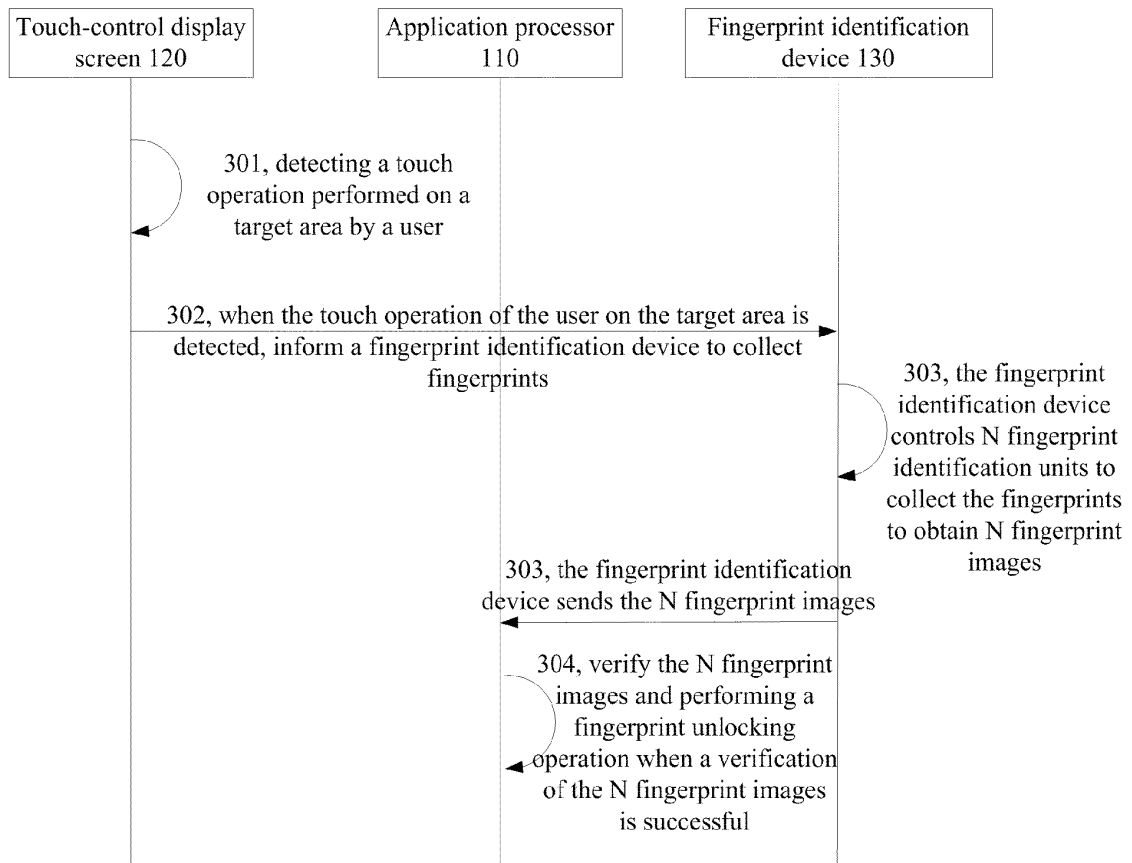 Touch-control display
screen 120
Application processor
110
Fingerprint identification
device 130
301, detecting a touch
operation performed on a
target area by a user
302, when the touch operation of the user on the target area is
detected, inform a fingerprint identification device to collect
fingerprints
303, the fingerprint
identification device
controls N fingerprint
identification units to
collect the fingerprints
to obtain N fingerprint
images
303, the fingerprint identification
device sends the N fingerprint images
304, verify the N fingerprint
images and performing a
fingerprint unlocking
operation when a verification
of the N fingerprint images
is successful